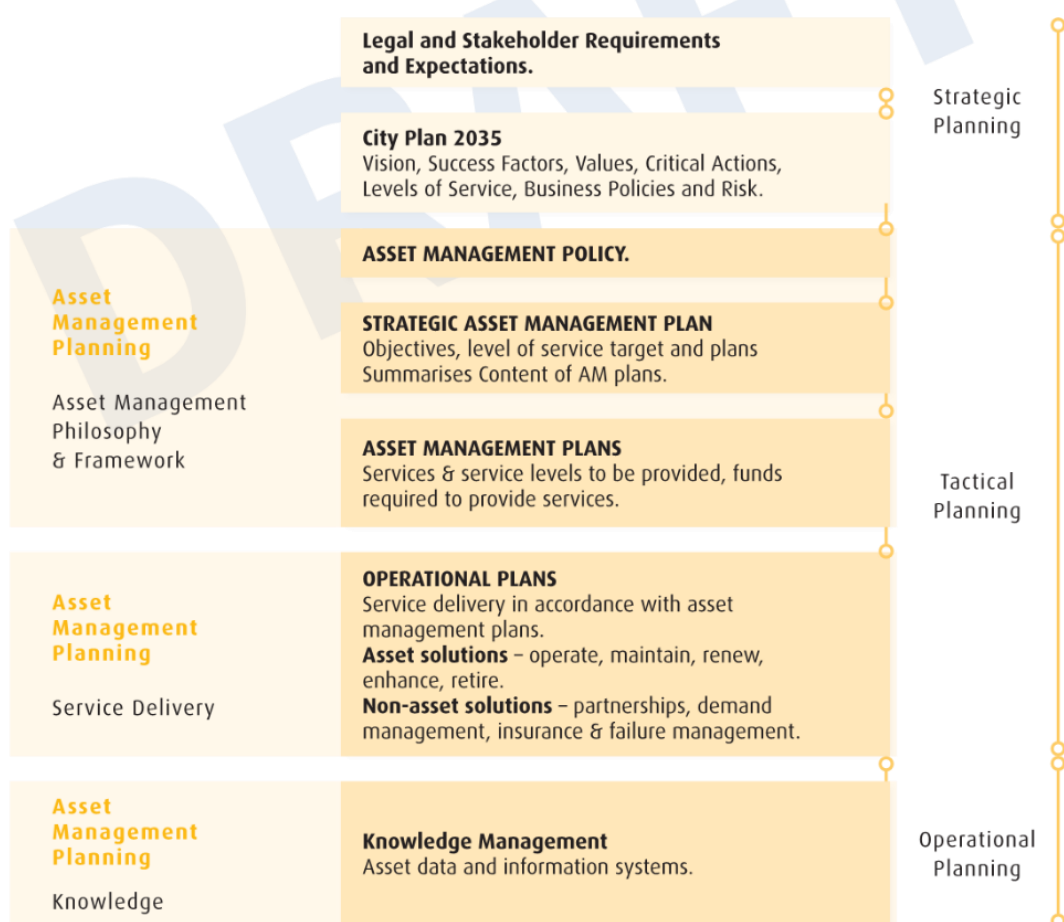 DRAFT
Legal and Stakeholder Requirements
and Expectations.
Strategic
Planning
City Plan 2035
Vision, Success Factors, Values, Critical Actions,
Levels of Service, Business Policies and Risk.
ASSET MANAGEMENT POLICY.
Asset
Management
Planning
Asset Management
Philosophy
& Framework
STRATEGIC ASSET MANAGEMENT PLAN
Objectives, level of service target and plans
Summarises Content of AM plans.
ASSET MANAGEMENT PLANS
Services & service levels to be provided, funds
required to provide services.
Tactical
Planning
Asset
Management
Planning
Service Delivery
OPERATIONAL PLANS
Service delivery in accordance with asset
management plans.
Asset solutions – operate, maintain, renew,
enhance, retire.
Non-asset solutions – partnerships, demand
management, insurance & failure management.
Asset
Management
Planning
Knowledge
Knowledge Management
Asset data and information systems.
Operational
Planning